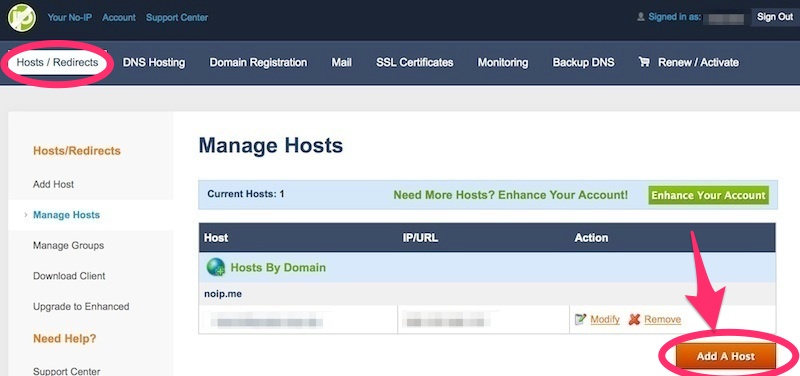 Your No-IP Account Support Center Signed in as: Sign Out
Hosts / Redirects DNS Hosting Domain Registration Mail SSL Certificates Monitoring Backup DNS Renew / Activate
Hosts/Redirects
Add Host
Manage Hosts
Manage Groups
Download Client
Upgrade to Enhanced
Need Help?
Support Center
Manage Hosts
Current Hosts: 1 Need More Hosts? Enhance Your Account! Enhance Your Account
Host IP/URL Action
Hosts By Domain
noip.me
Modify Remove
Add A Host